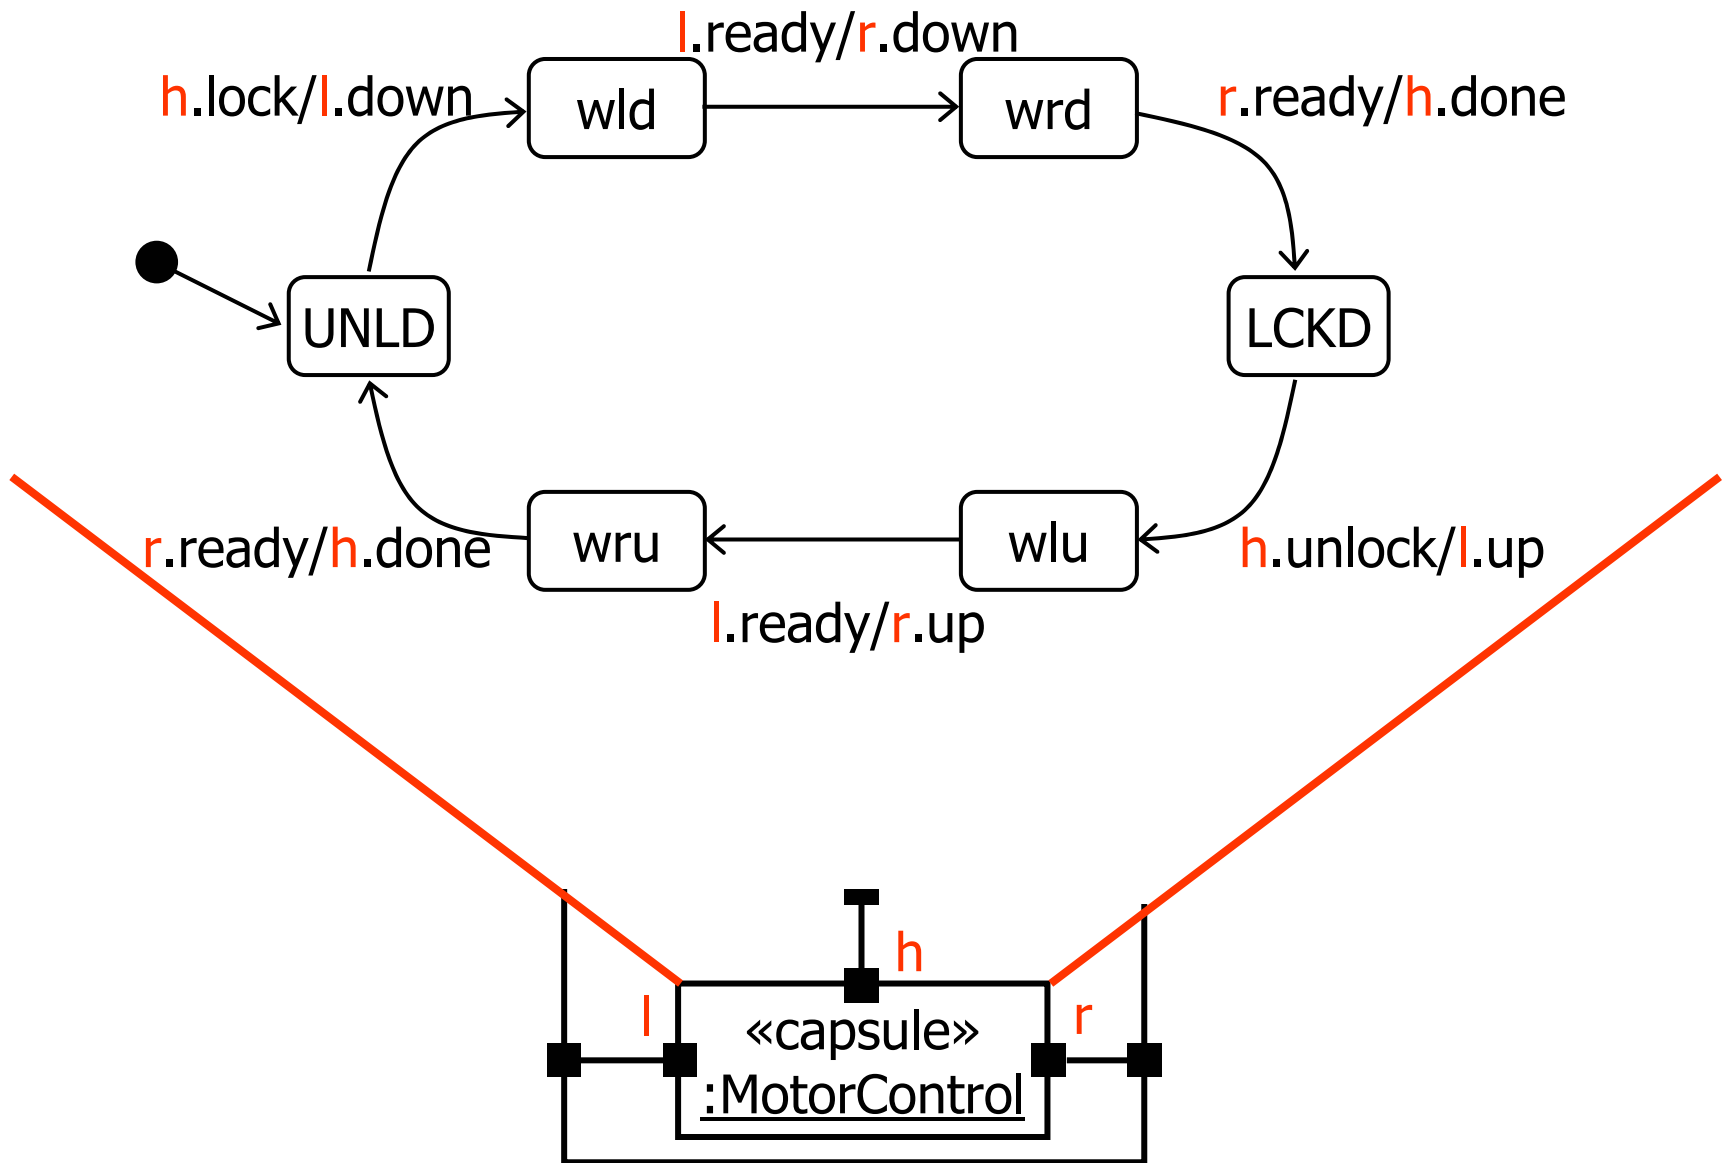 l.ready/r.down
h.lock/l.down
wld
wrd
r.ready/h.done
UNLD
LCKD
r.ready/h.done
wru
wlu
h.unlock/l.up
l.ready/r.up
h
l
r
«capsule»
:MotorControl